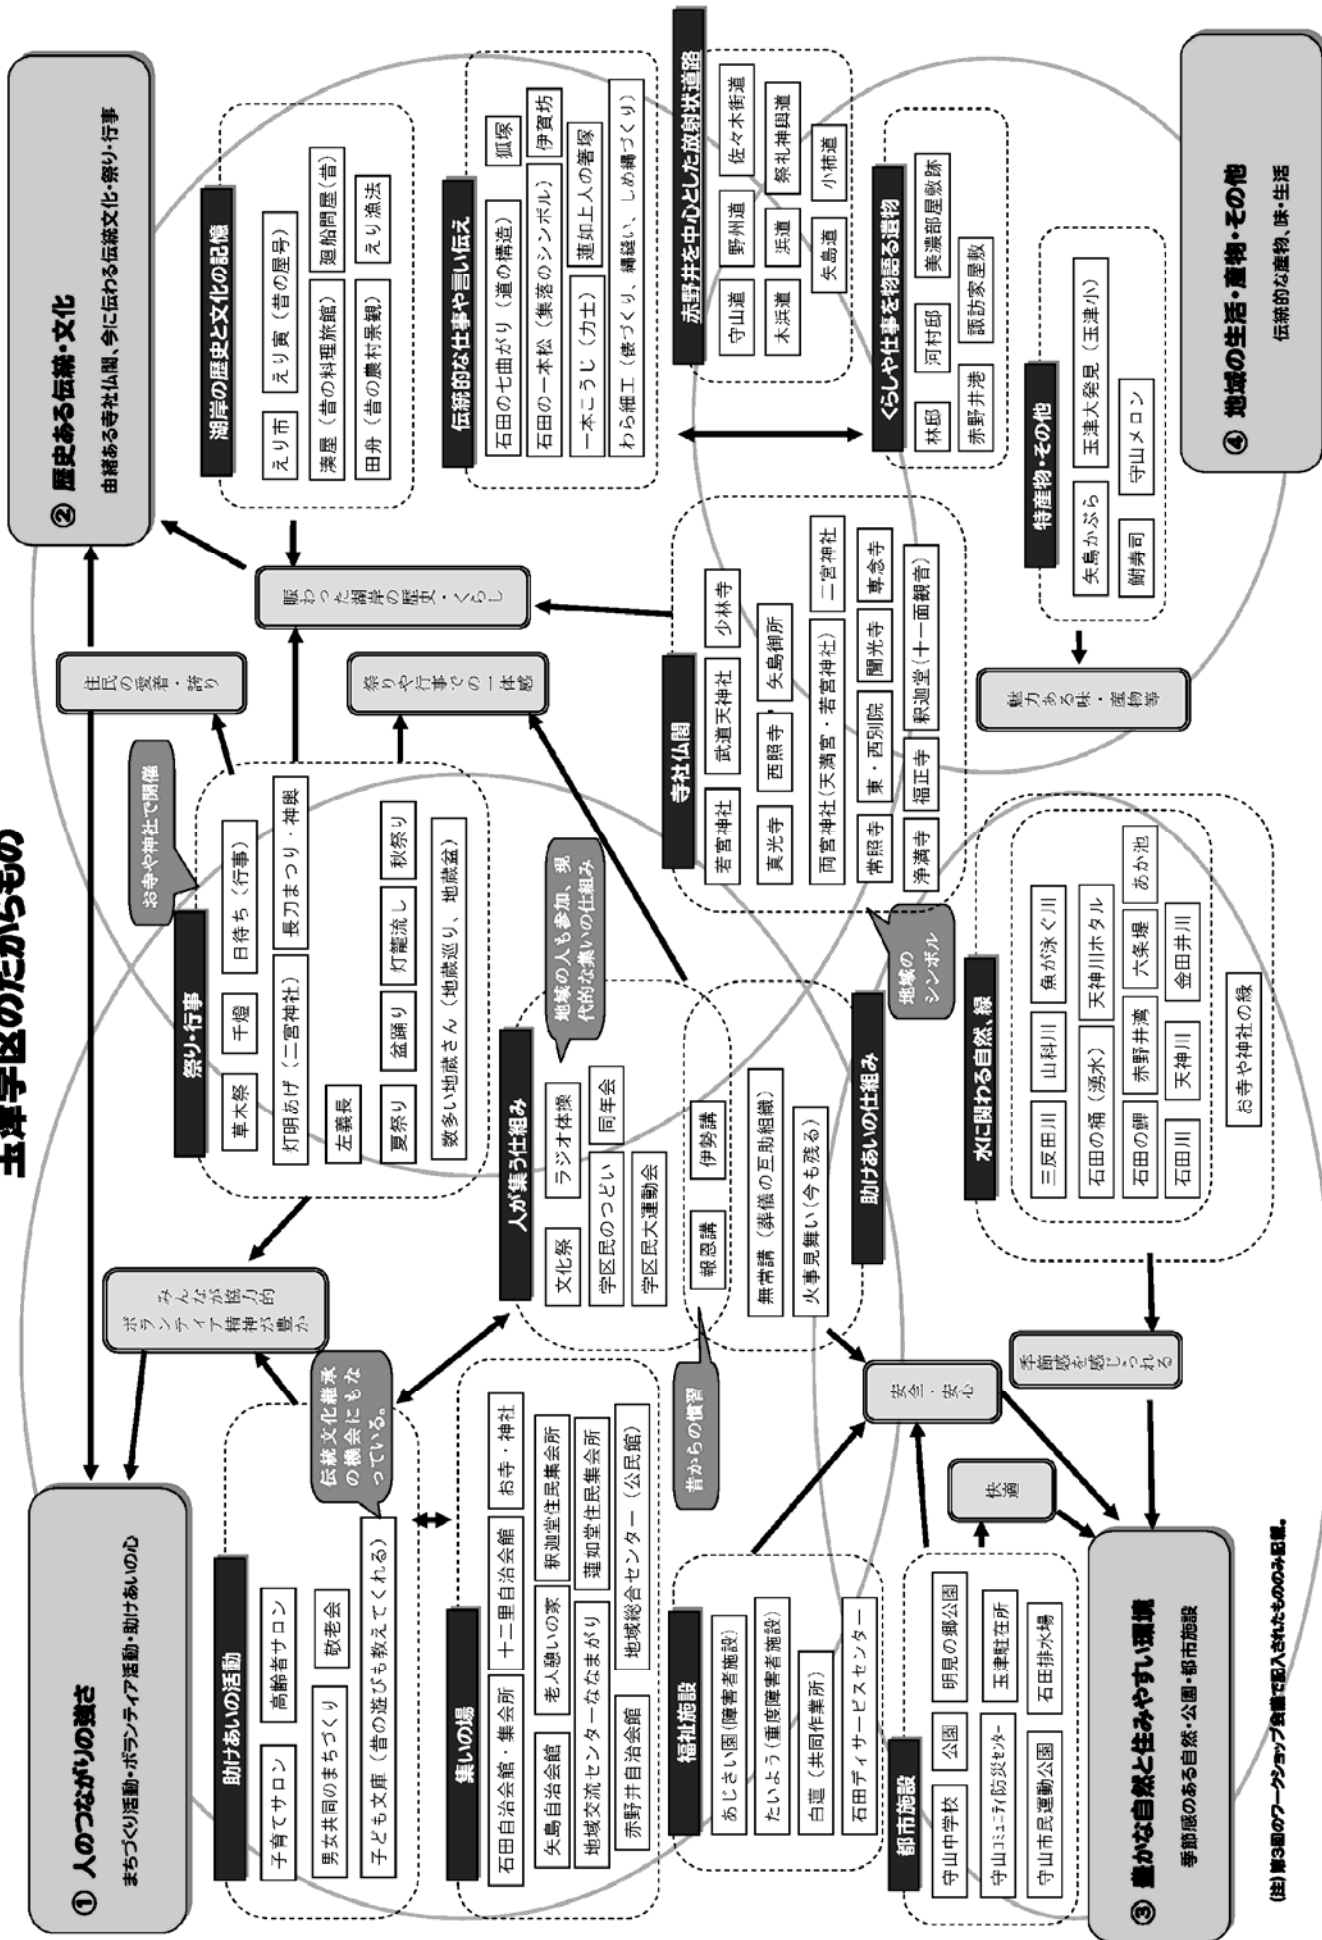 玉津学区のたからもの
① 人のつながりの強さ
まちづくり活動・ボランティア活動・助けあいの心
② 歴史ある伝統・文化
由緒ある寺社仏閣、今に伝わる伝統文化・祭り・行事
みんなが協力的
ボランティア精神が豊か
住民の愛着・誇り
祭りや行事での一体感
賑わった湖岸の歴史・くらし
助けあいの活動
子育てサロン
高齢者サロン
男女共同のまちづくり
敬老会
子ども文庫（昔の遊びも教えてくれる）
伝統文化継承
の機会にもな
っている。
祭り・行事
お寺や神社で開催
草木祭
千燈
日待ち（行事）
灯明あげ（二宮神社）
長刀まつり・神輿
左義長
夏祭り
盆踊り
灯籠流し
秋祭り
数多い地蔵さん（地蔵巡り、地蔵盆）
湖岸の歴史と文化の記憶
えり市
えり寅（昔の屋号）
湊屋（昔の料理旅館）
廻船問屋（昔）
田舟（昔の農村景観）
えり漁法
集いの場
石田自治会館・集会所
十二里自治会館
お寺・神社
矢島自治会館
老人憩いの家
釈迦堂住民集会所
地域交流センターななまがり
蓮如堂住民集会所
赤野井自治会館
地域総合センター（公民館）
人が集う仕組み
地域の人も参加、現
代的な集いの仕組み
文化祭
ラジオ体操
学区民のつどい
同年会
学区民大運動会
報恩講
伊勢講
昔からの慣習
無常講（葬儀の互助組織）
火事見舞い（今も残る）
助けあいの仕組み
伝統的な仕事や言い伝え
石田の七曲がり（道の構造）
狐塚
石田の一本松（集落のシンボル）
伊賀坊
一本こうじ（力士）
蓮如上人の箸塚
わら細工（俵づくり、縄縫い、しめ縄づくり）
寺社仏閣
若宮神社
武道天神社
少林寺
真光寺
西照寺
矢島御所
両宮神社（天満宮・若宮神社）
二宮神社
常照寺
東・西別院
聞光寺
専念寺
浄満寺
福正寺
釈迦堂（十一面観音）
地域の
シンボル
赤野井を中心とした放射状道路
守山道
野州道
佐々木街道
木浜道
浜道
祭礼神輿道
矢島道
小柿道
くらしや仕事を物語る遺物
林邸
河村邸
美濃部屋敷跡
赤野井港
諏訪家屋敷
福祉施設
あじさい園（障害者施設）
たいよう（重度障害者施設）
白蓮（共同作業所）
石田デイサービスセンター
安全・安心
快適
季節感を感じられる
都市施設
守山中学校
公園
明見の郷公園
守山コミュニティ防災センター
玉津駐在所
守山市民運動公園
石田排水場
水に関わる自然、緑
三反田川
山科川
魚が泳ぐ川
石田の桶（湧水）
天神川ホタル
石田の鯉
赤野井湾
六条堤
あか池
石田川
天神川
金田井川
お寺や神社の緑
魅力ある味・産物等
特産物・その他
矢島かぶら
玉津大発見（玉津小）
鮒寿司
守山メロン
③ 豊かな自然と住みやすい環境
季節感のある自然・公園・都市施設
④ 地域の生活・産物・その他
伝統的な産物、味・生活
(注) 第3回のワークショップ会議で記入されたもののみ記載。